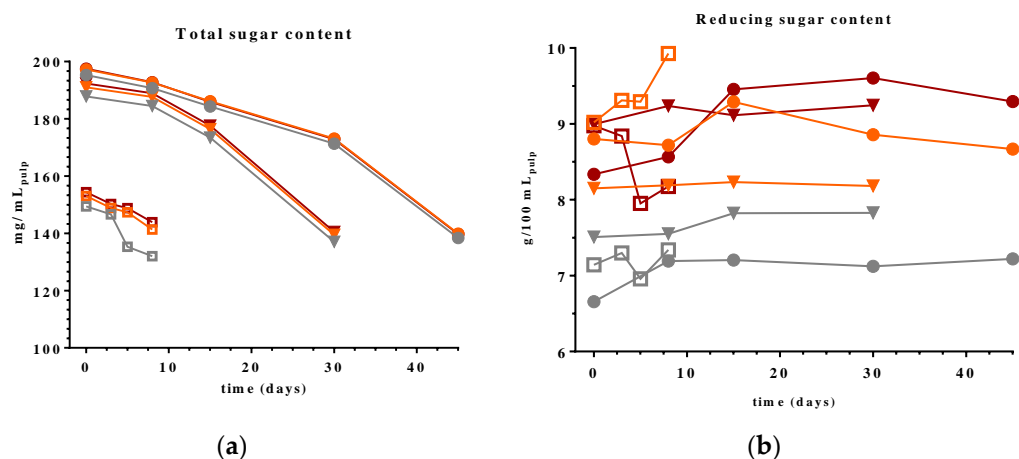 Total sugar content
200
180
160
140
120
100
mg/ mLpulp
0
10
20
30
40
time (days)
(a)
Reducing sugar content
10
9
8
7
6
g/100 mLpulp
0
10
20
30
40
time (days)
(b)